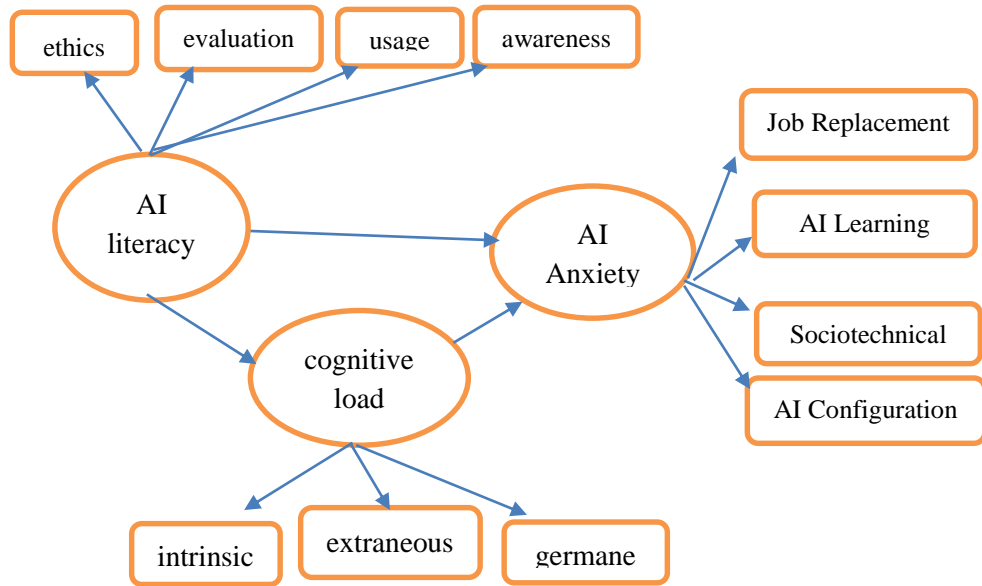 ethics
evaluation
usage
awareness
Job Replacement
AI
literacy
AI Learning
AI
Anxiety
Sociotechnical
cognitive
load
AI Configuration
intrinsic
extraneous
germane